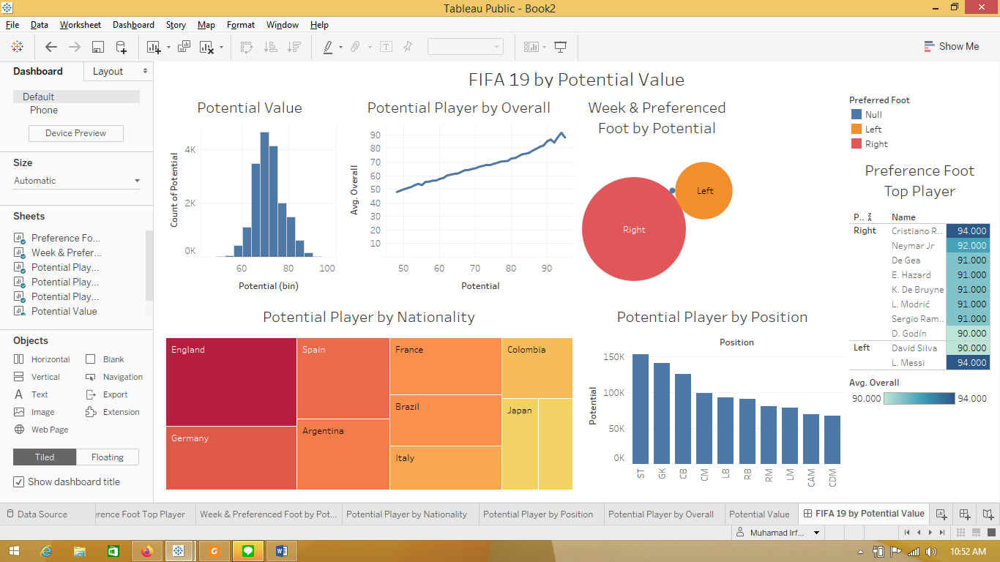 Tableau Public - Book2
File Data Worksheet Dashboard Story Map Format Window Help
Show Me
Dashboard Layout
Default
Phone
Device Preview
Size
Automatic
Sheets
Preference Fo...
Week & Prefer...
Potential Play...
Potential Play...
Potential Play...
Potential Value
Objects
Horizontal Blank
Vertical Navigation
A Text Export
Image Extension
Web Page
Tiled Floating
Show dashboard title
FIFA 19 by Potential Value
Potential Value
Count of Potential
4K
2K
0K
60 80 100
Potential (bin)
Potential Player by Overall
Avg. Overall
90
80
70
60
50
40
30
20
10
50 60 70 80 90
Potential
Week & Preferenced
Foot by Potential
Left
Right
Preferred Foot
Null
Left
Right
Preference Foot
Top Player
P.. Z A Name
Right Cristiano R.. 94.000
Neymar Jr 92.000
De Gea 91.000
E. Hazard 91.000
K. De Bruyne 91.000
L. Modrić 91.000
Sergio Ram.. 91.000
D. Godín 90.000
Left David Silva 90.000
L. Messi 94.000
Avg. Overall
90.000 94.000
Potential Player by Nationality
England
Germany
Spain
Argentina
France
Brazil
Italy
Colombia
Japan
Potential Player by Position
Position
Potential
150K
100K
50K
0K
ST GK CB CM LB RB RM LM CAM CDM
Data Source erence Foot Top Player Week & Preferenced Foot by Pot... Potential Player by Nationality Potential Player by Position Potential Player by Overall Potential Value FIFA 19 by Potential Value
Muhamad Irf...
10:52 AM